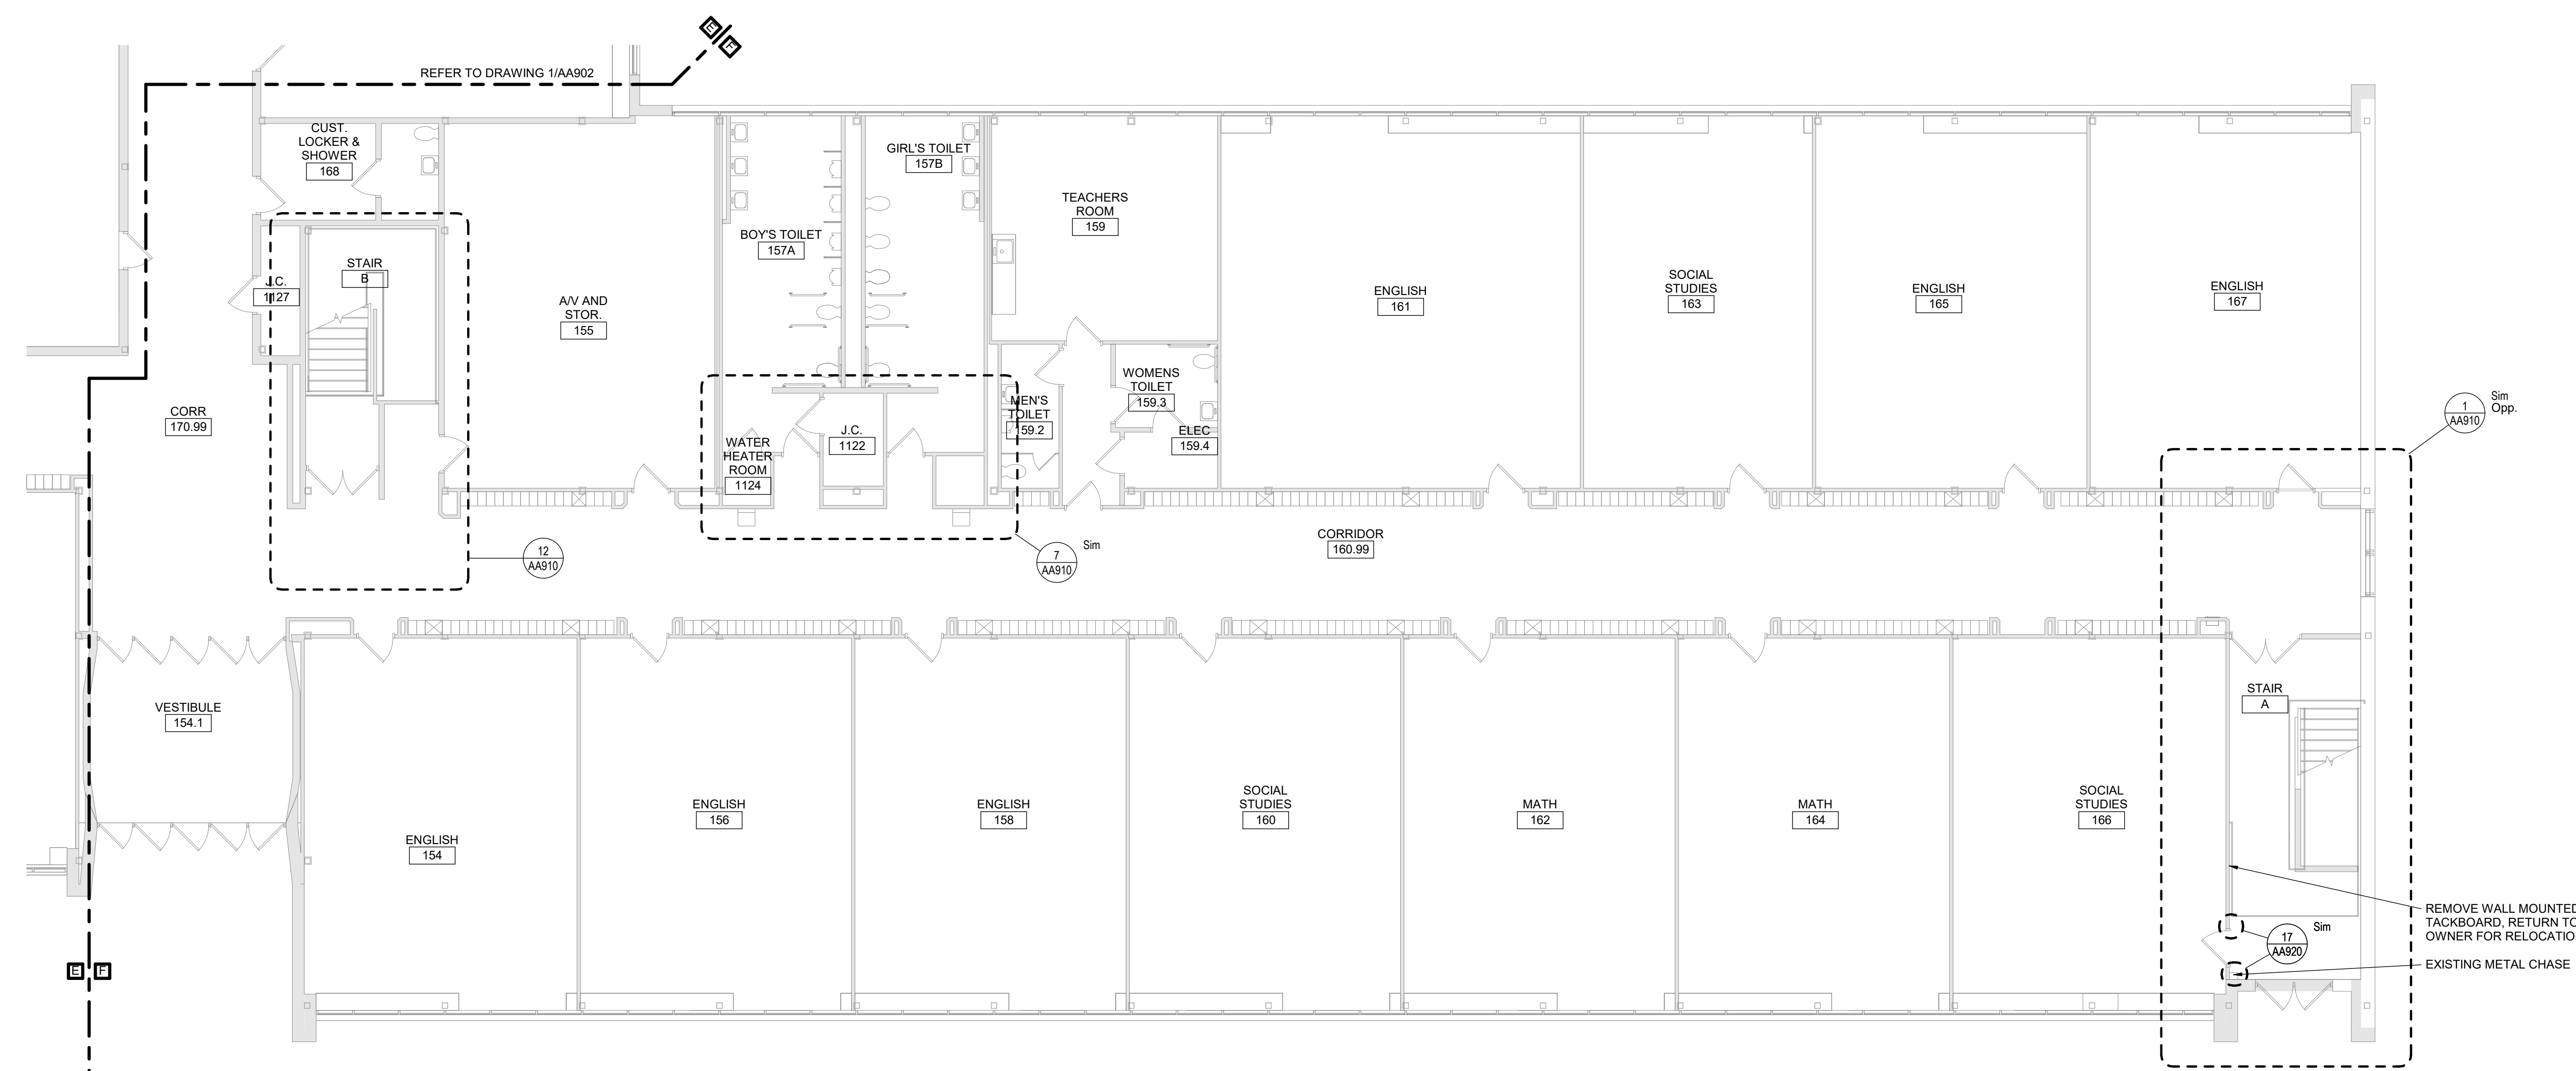 E
F
REFER TO DRAWING 1/AA902
CUST.
LOCKER &
SHOWER
168
GIRL'S TOILET
157B
TEACHERS
ROOM
159
BOY'S TOILET
157A
STAIR
B
J.C.
1127
A/V AND
STOR.
155
ENGLISH
161
SOCIAL
STUDIES
163
ENGLISH
165
ENGLISH
167
CORR
170.99
WOMENS
TOILET
159.3
MEN'S
TOILET
159.2
ELEC
159.4
J.C.
1122
WATER
HEATER
ROOM
1124
1
AA910
Sim
Opp.
12
AA910
7
AA910
Sim
CORRIDOR
160.99
VESTIBULE
154.1
STAIR
A
ENGLISH
154
ENGLISH
156
ENGLISH
158
SOCIAL
STUDIES
160
MATH
162
MATH
164
SOCIAL
STUDIES
166
REMOVE WALL MOUNTED
TACKBOARD, RETURN TO
OWNER FOR RELOCATIO
17
AA920
Sim
EXISTING METAL CHASE
E
F